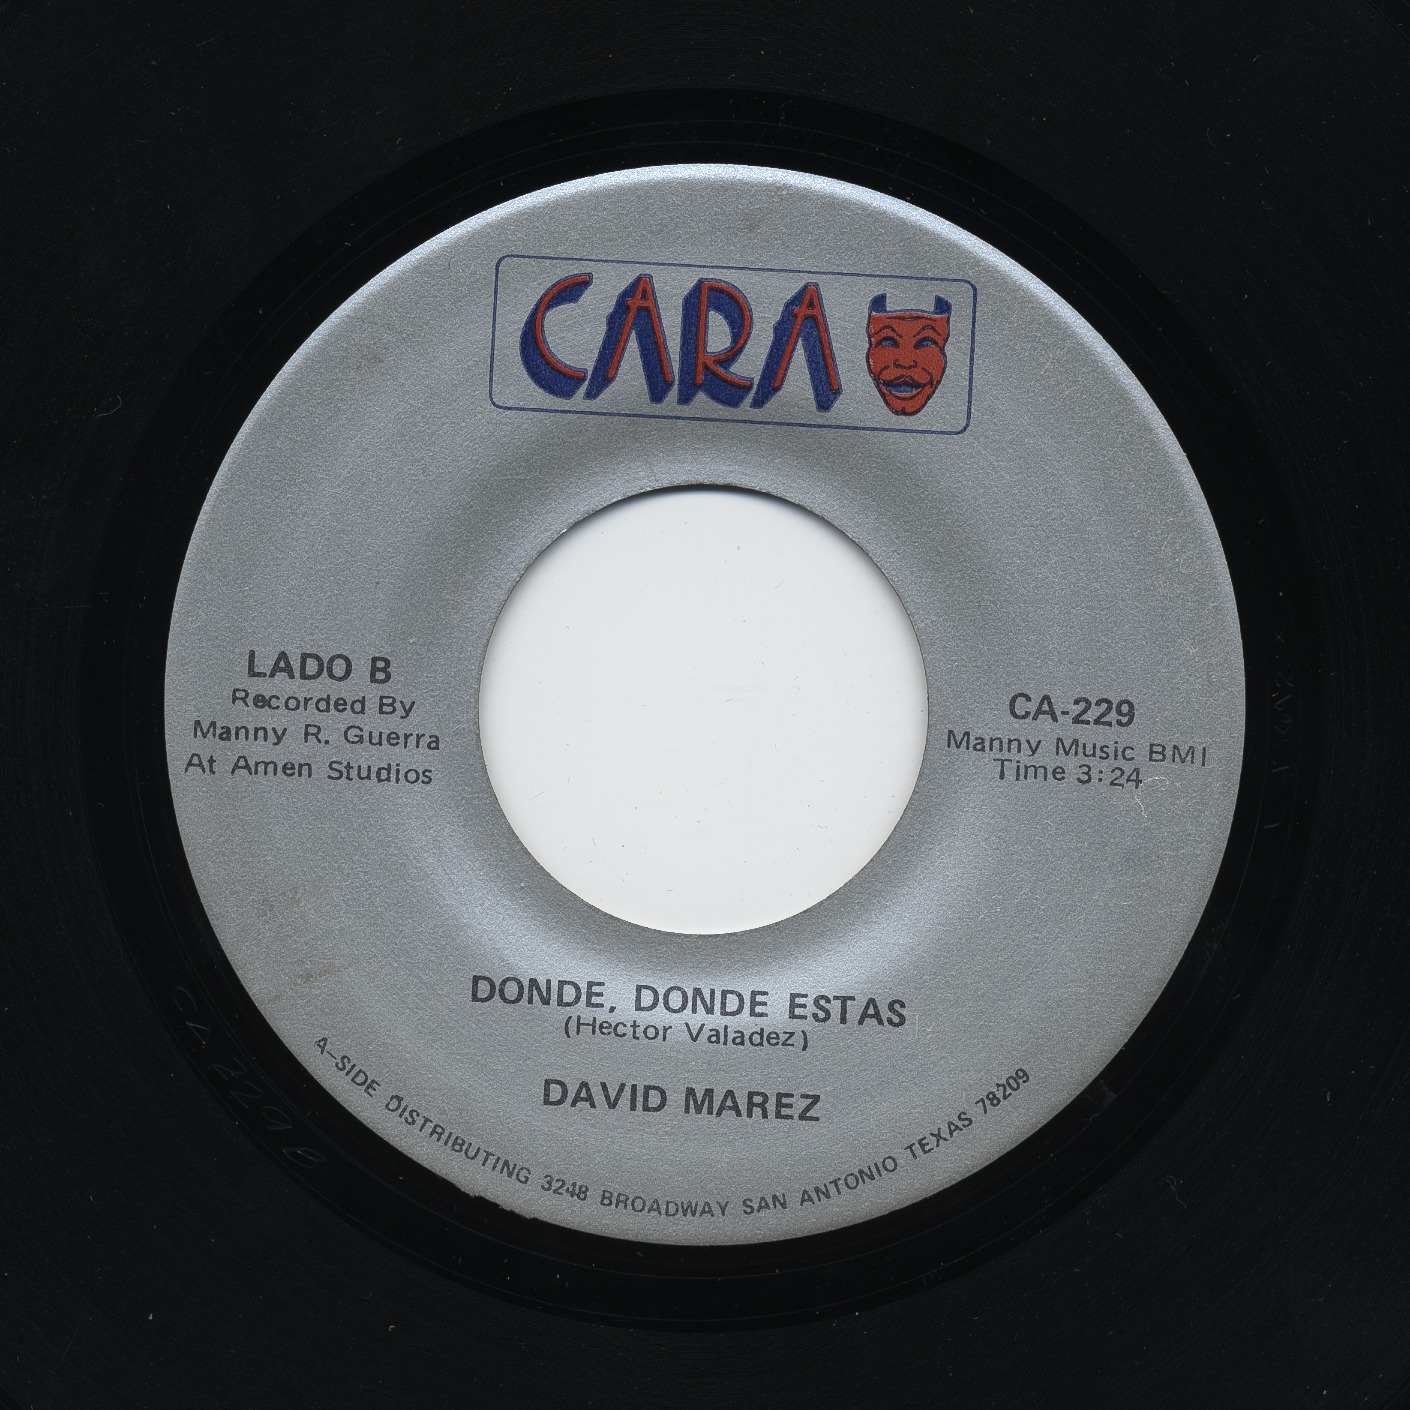 CARA
LADO B
Recorded By
Manny R. Guerra
At Amen Studios
CA-229
Manny Music BMI
Time 3:24
DONDE, DONDE ESTAS
(Hector Valadez)
DAVID MAREZ
A-SIDE DISTRIBUTING 3248 BROADWAY SAN ANTONIO TEXAS 78209